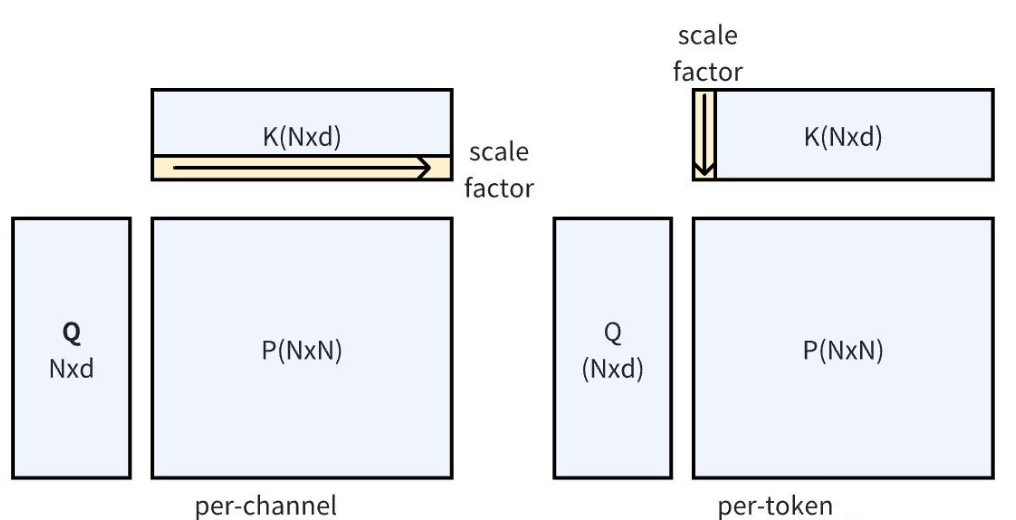 K(Nxd)
scale
factor
Q
Nxd
P(NxN)
per-channel
scale
factor
K(Nxd)
Q
(Nxd)
P(NxN)
per-token